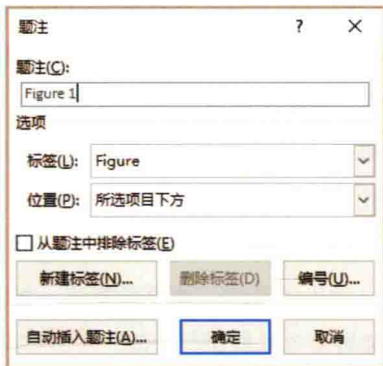 题注 ? ×
题注(C):
Figure 1
选项
标签(L): Figure
位置(P): 所选项目下方
从题注中排除标签(E)
新建标签(N)... 删除标签(D) 编号(U)...
自动插入题注(A)... 确定 取消